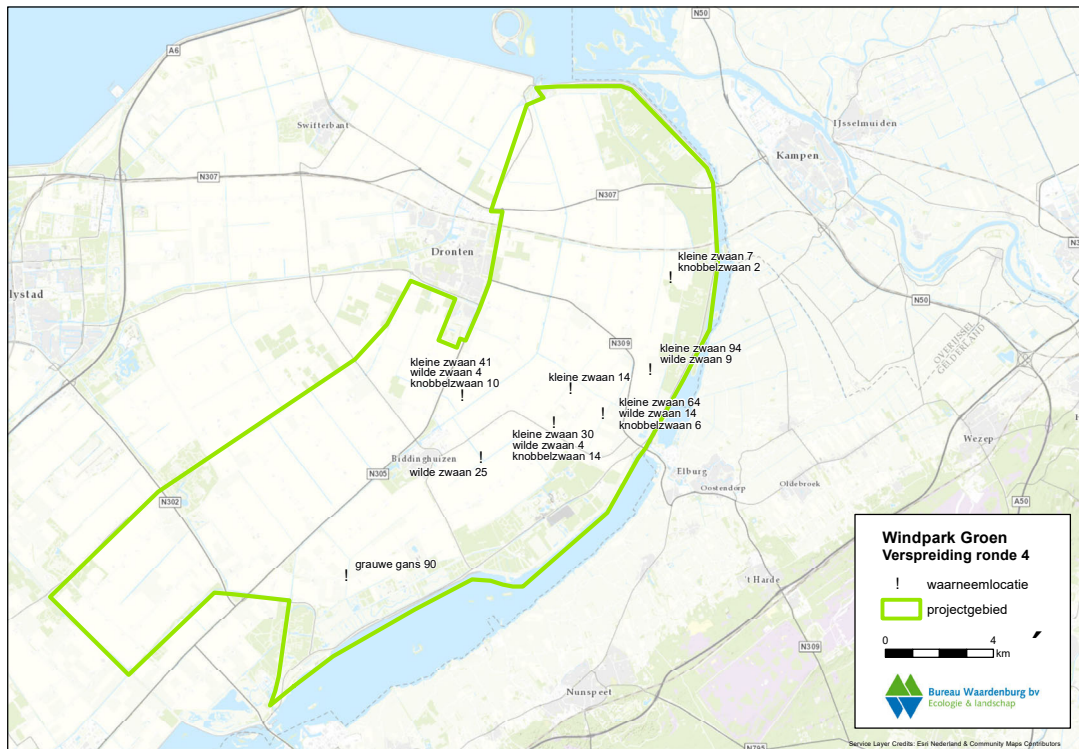 A6
N50
Swifterbant
IJsselmuiden
Kampen
N307
N307
Dronten
lystad
kleine zwaan 7
knobbelzwaan 2
N3
N50
OVERIJSSEL
GELDERLAND
N309
kleine zwaan 94
wilde zwaan 9
kleine zwaan 41
wilde zwaan 4
knobbelzwaan 10
kleine zwaan 14
kleine zwaan 64
wilde zwaan 14
knobbelzwaan 6
kleine zwaan 30
wilde zwaan 4
knobbelzwaan 14
Wezep
Biddinghuizen
N305
wilde zwaan 25
Elburg
Oostendorp
Oldebroek
N302
A50
grauwe gans 90
't Harde
N309
Nunspeet
N795
Windpark Groen
Verspreiding ronde 4
! waarneemlocatie
projectgebied
0 4
km
Bureau Waardenburg bv
Ecologie & landschap
Service Layer Credits: Esri Nederland & Community Maps Contributors